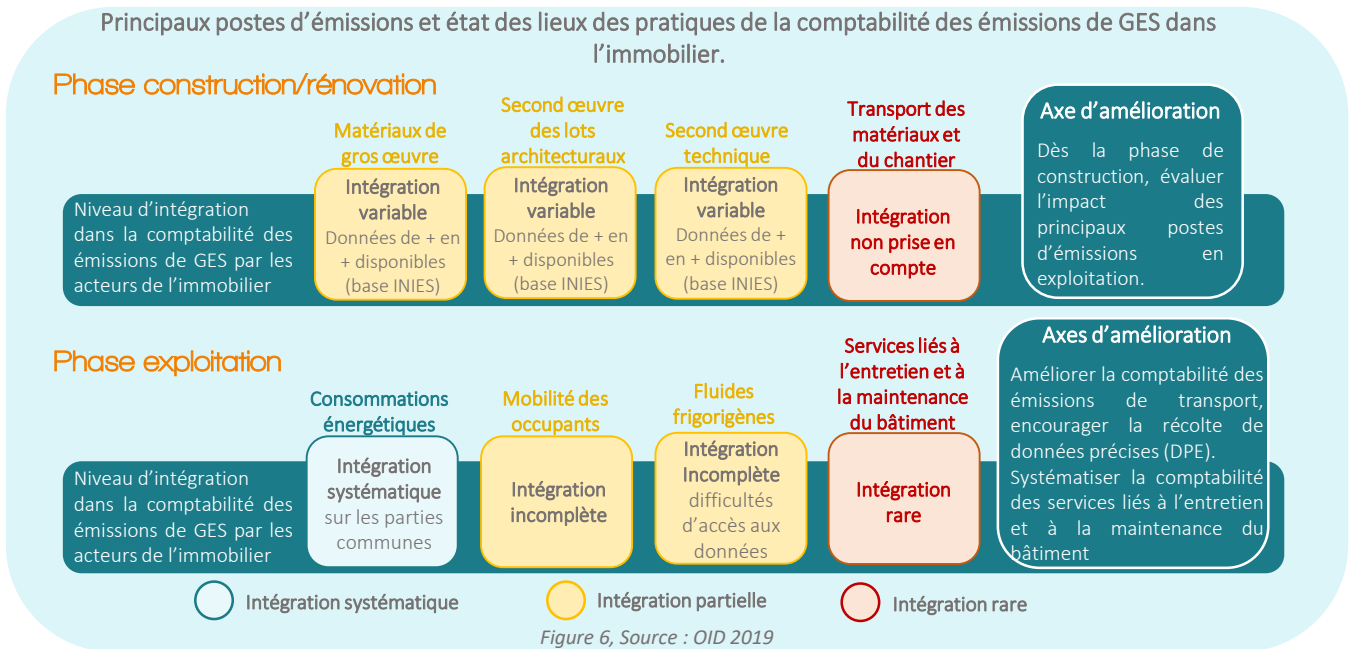 Principaux postes d’émissions et état des lieux des pratiques de la comptabilité des émissions de GES dans
l’immobilier.
Phase construction/rénovation
Niveau d’intégration
dans la comptabilité des
émissions de GES par les
acteurs de l’immobilier
Matériaux de
gros œuvre
Intégration
variable
Données de + en
+ disponibles
(base INIES)
Second œuvre
des lots
architecturaux
Intégration
variable
Données de + en
+ disponibles
(base INIES)
Second œuvre
technique
Intégration
variable
Données de +
en + disponibles
(base INIES)
Transport des
matériaux et
du chantier
Intégration
non prise en
compte
Axe d’amélioration
Dès la phase de
construction, évaluer
l’impact des
principaux postes
d’émissions en
exploitation.
Phase exploitation
Niveau d’intégration
dans la comptabilité des
émissions de GES par les
acteurs de l’immobilier
Consommations
énergétiques
Intégration
systématique
sur les parties
communes
Mobilité des
occupants
Intégration
incomplète
Fluides
frigorigènes
Intégration
Incomplète
difficultés
d’accès aux
données
Services liés à
l’entretien et à
la maintenance
du bâtiment
Intégration
rare
Axes d’amélioration
Améliorer la comptabilité des
émissions de transport,
encourager la récolte de
données précises (DPE).
Systématiser la comptabilité
des services liés à l’entretien
et à la maintenance du
bâtiment
Intégration systématique
Intégration partielle
Intégration rare
Figure 6, Source : OID 2019